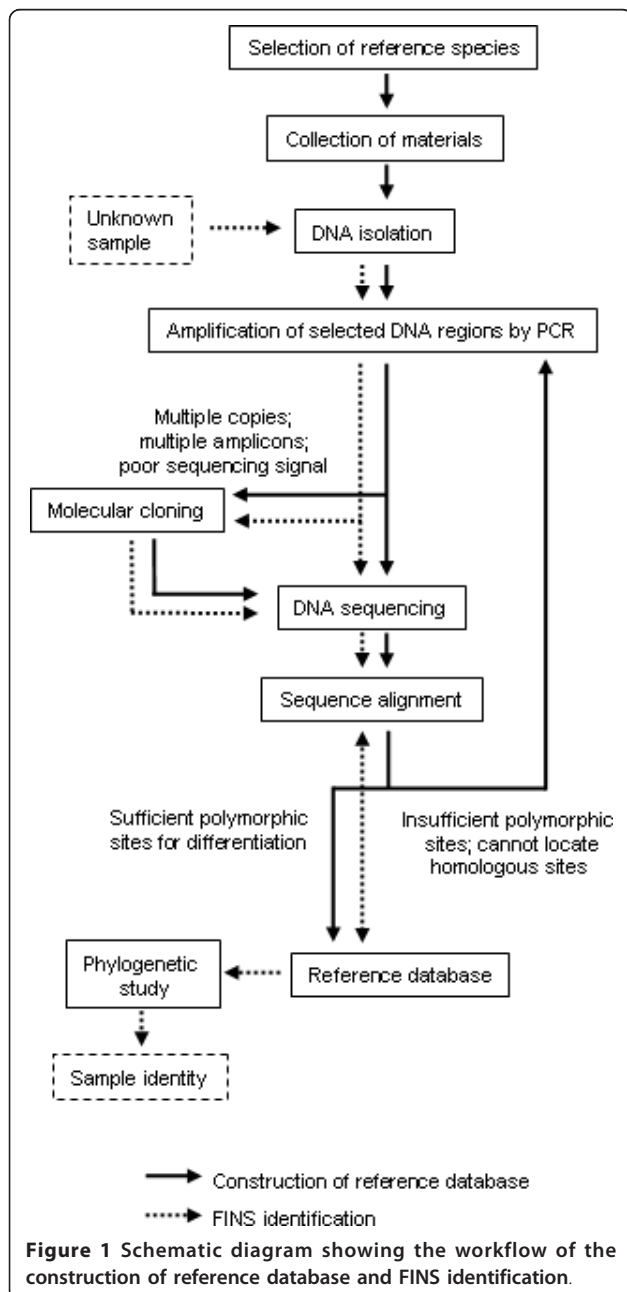 Selection of reference species
Collection of materials
Unknown
sample
DNA isolation
Amplification of selected DNA regions by PCR
Multiple copies;
multiple amplicons;
poor sequencing signal
Molecular cloning
DNA sequencing
Sequence alignment
Sufficient polymorphic
sites for differentiation
Insufficient polymorphic
sites; cannot locate
homologous sites
Phylogenetic
study
Reference database
Sample identity
Construction of reference database
FINS identification
Figure 1 Schematic diagram showing the workflow of the
construction of reference database and FINS identification.